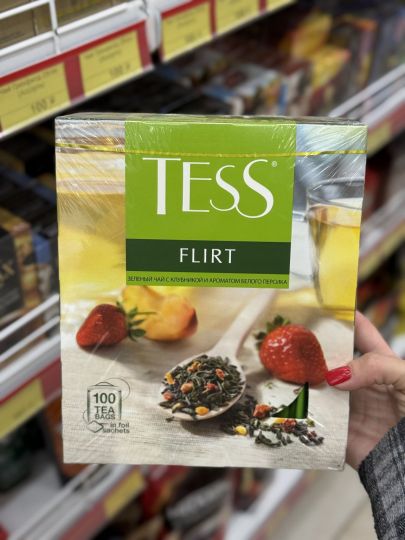 TESS®
FLIRT
ЗЕЛЕНЫЙ ЧАЙ С КЛУБНИКОЙ И АРОМАТОМ БЕЛОГО ПЕРСИКА
100
TEA
BAGS
in foil
sachets